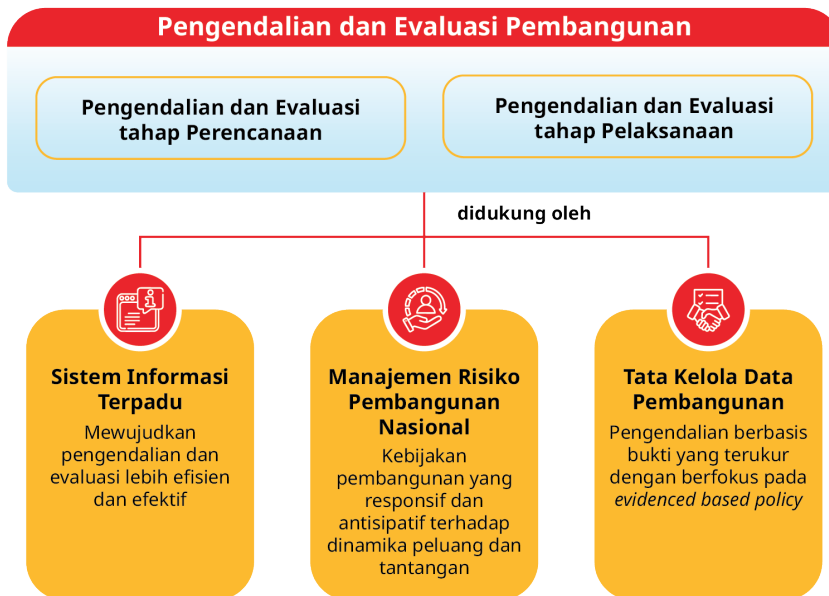 Pengendalian dan Evaluasi Pembangunan
Pengendalian dan Evaluasi
tahap Perencanaan
Pengendalian dan Evaluasi
tahap Pelaksanaan
didukung oleh
Sistem Informasi
Terpadu
Mewujudkan
pengendalian dan
evaluasi lebih efisien
dan efektif
Manajemen Risiko
Pembangunan
Nasional
Kebijakan
pembangunan yang
responsif dan
antisipatif terhadap
dinamika peluang dan
tantangan
Tata Kelola Data
Pembangunan
Pengendalian berbasis
bukti yang terukur
dengan berfokus pada
evidenced based policy